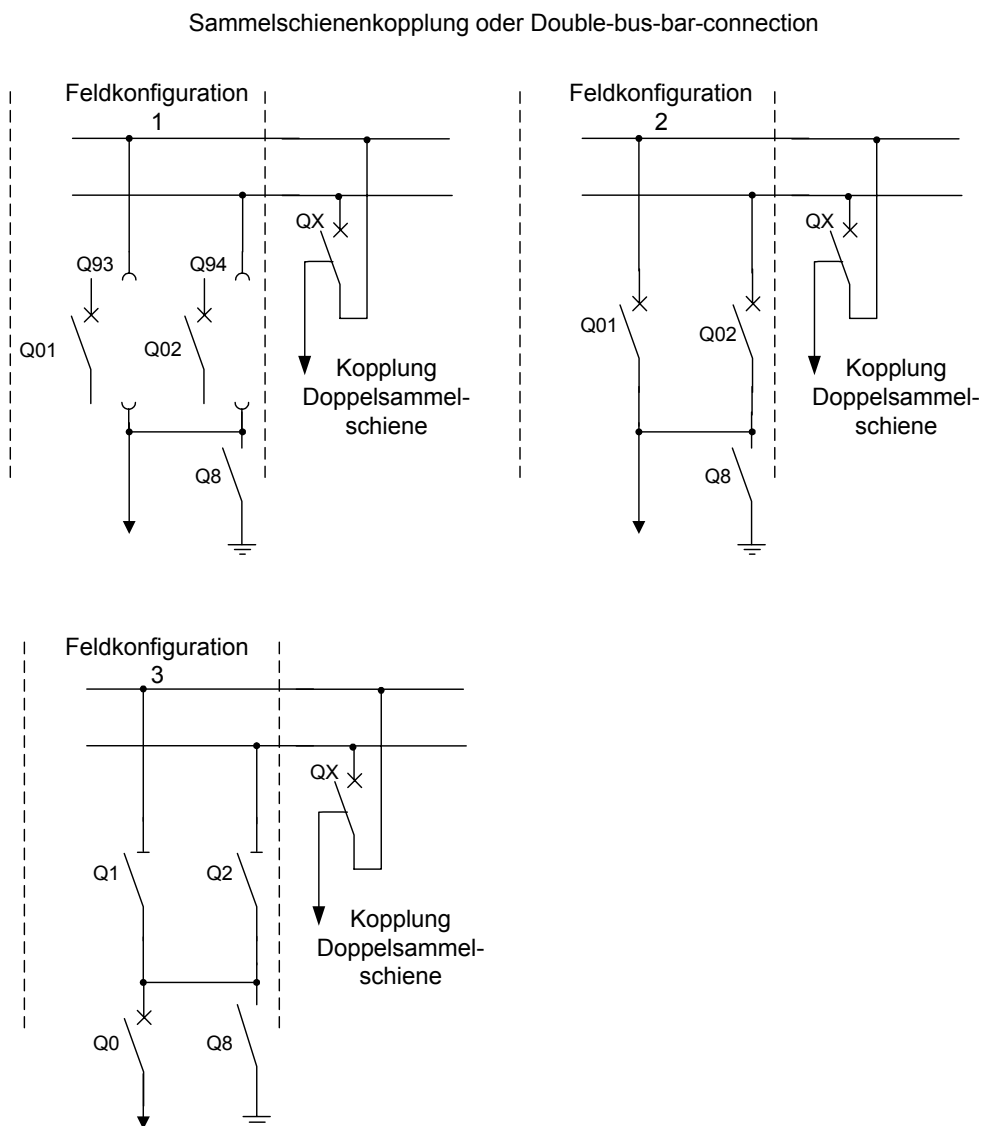 Sammelschienenkopplung oder Double-bus-bar-connection
Feldkonfiguration
1
QX
Q93
Q94
Q01
Q02
Kopplung
Doppelsammel-
schiene
Q8
Feldkonfiguration
2
QX
Q01
Q02
Kopplung
Doppelsammel-
schiene
Q8
Feldkonfiguration
3
QX
Q1
Q2
Kopplung
Doppelsammel-
schiene
Q0
Q8